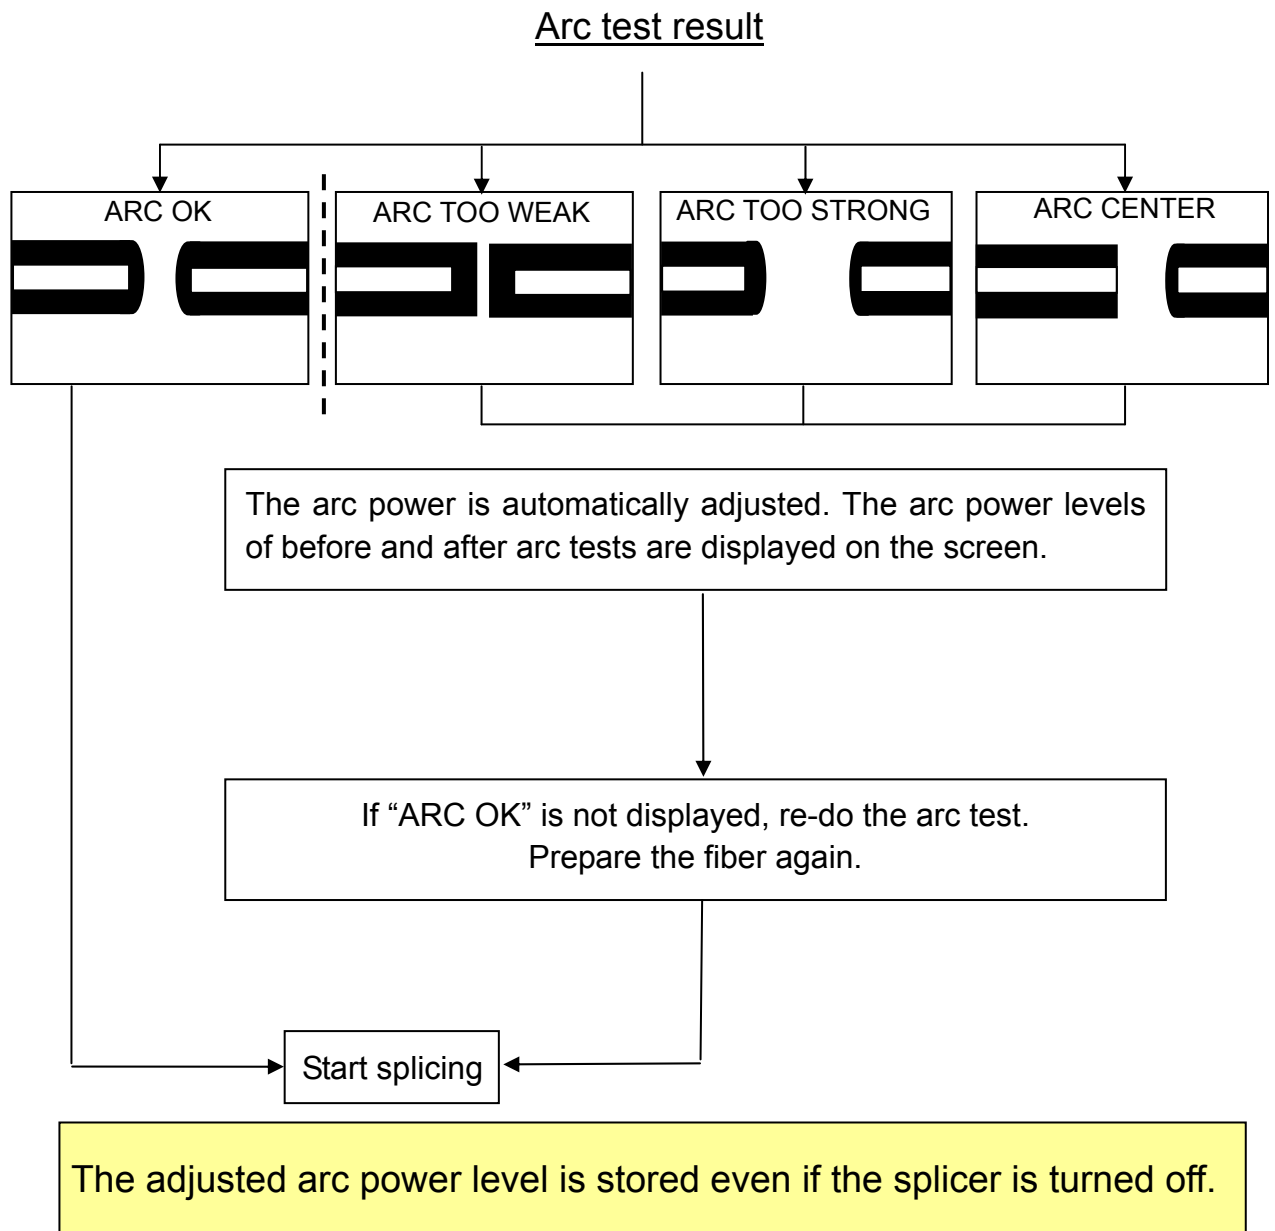 Arc test result
ARC OK
ARC TOO WEAK
ARC TOO STRONG
ARC CENTER
The arc power is automatically adjusted. The arc power levels
of before and after arc tests are displayed on the screen.
If “ARC OK” is not displayed, re-do the arc test.
Prepare the fiber again.
Start splicing
The adjusted arc power level is stored even if the splicer is turned off.